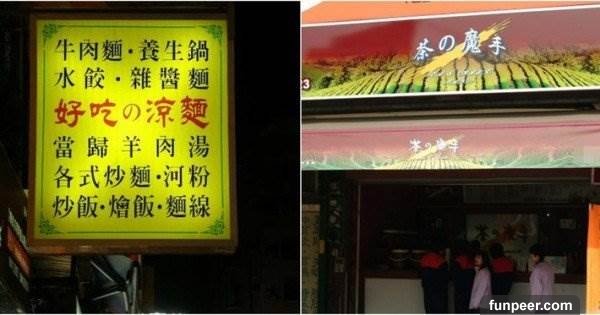 牛肉麵·養生鍋
水餃·雜醬麵
好吃の涼麵
當歸羊肉湯
各式炒麵·河粉
炒飯·燴飯·麵線
茶の魔手
茶の魔手
funpeer.com